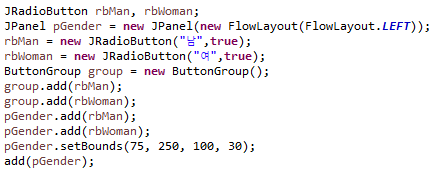 JRadioButton rbMan, rbWoman;
JPanel pGender = new JPanel(new FlowLayout(FlowLayout.LEFT));
rbMan = new JRadioButton("남",true);
rbWoman = new JRadioButton("여",true);
ButtonGroup group = new ButtonGroup();
group.add(rbMan);
group.add(rbWoman);
pGender.add(rbMan);
pGender.add(rbWoman);
pGender.setBounds(75, 250, 100, 30);
add(pGender);